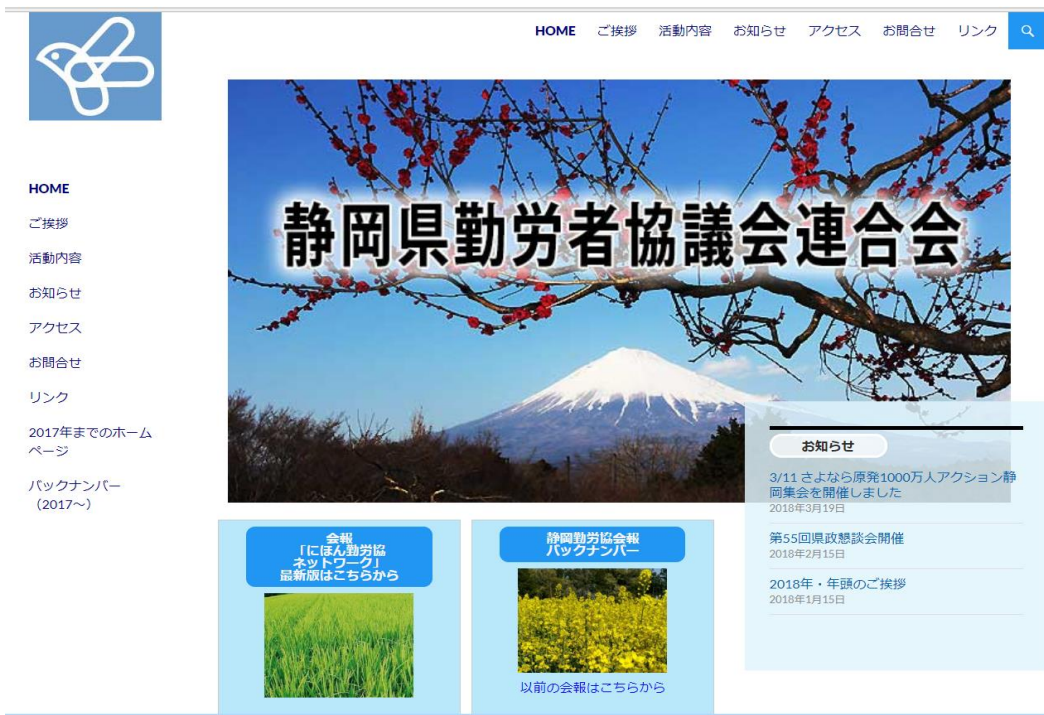 HOME ご挨拶 活動内容 お知らせ アクセス お問合せ リンク
HOME
ご挨拶
活動内容
お知らせ
アクセス
お問合せ
リンク
2017年までのホーム
ページ
バックナンバー
（2017～）
静岡県勤労者協議会連合会
お知らせ
3/11 さよなら原発1000万人アクション静
岡集会を開催しました
2018年3月19日
第55回県政懇談会開催
2018年2月15日
2018年・年頭のご挨拶
2018年1月15日
会報
「にほん勤労協
ネットワーク」
最新版はこちらから
静岡勤労協会報
バックナンバー
以前の会報はこちらから